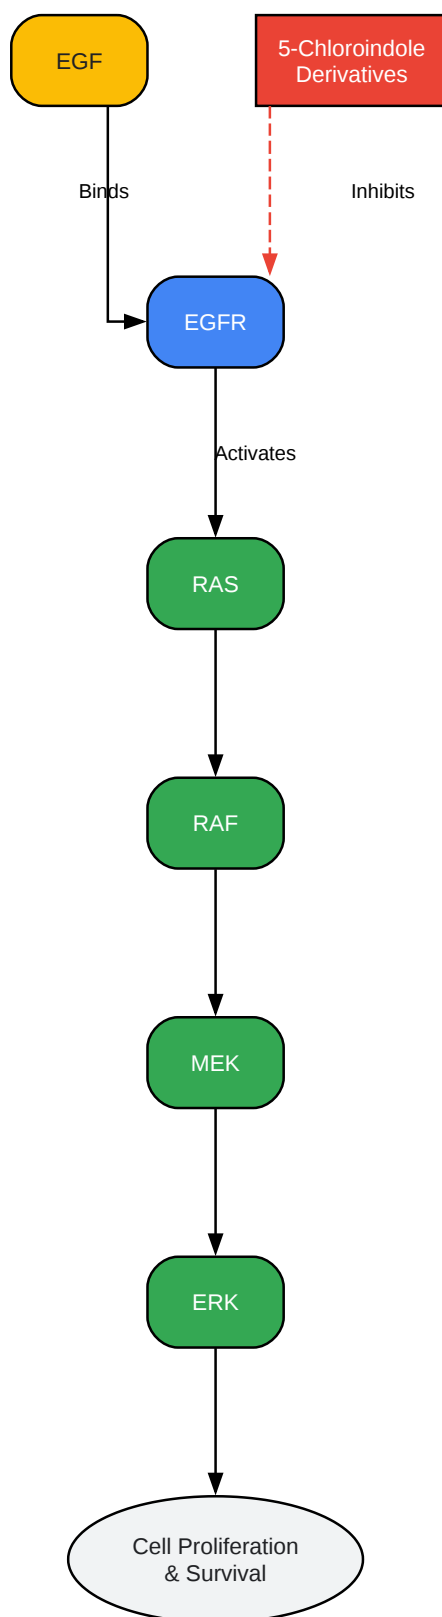 EGF
5-Chloroindole
Derivatives
Binds
Inhibits
EGFR
Activates
RAS
RAF
MEK
ERK
Cell Proliferation
& Survival